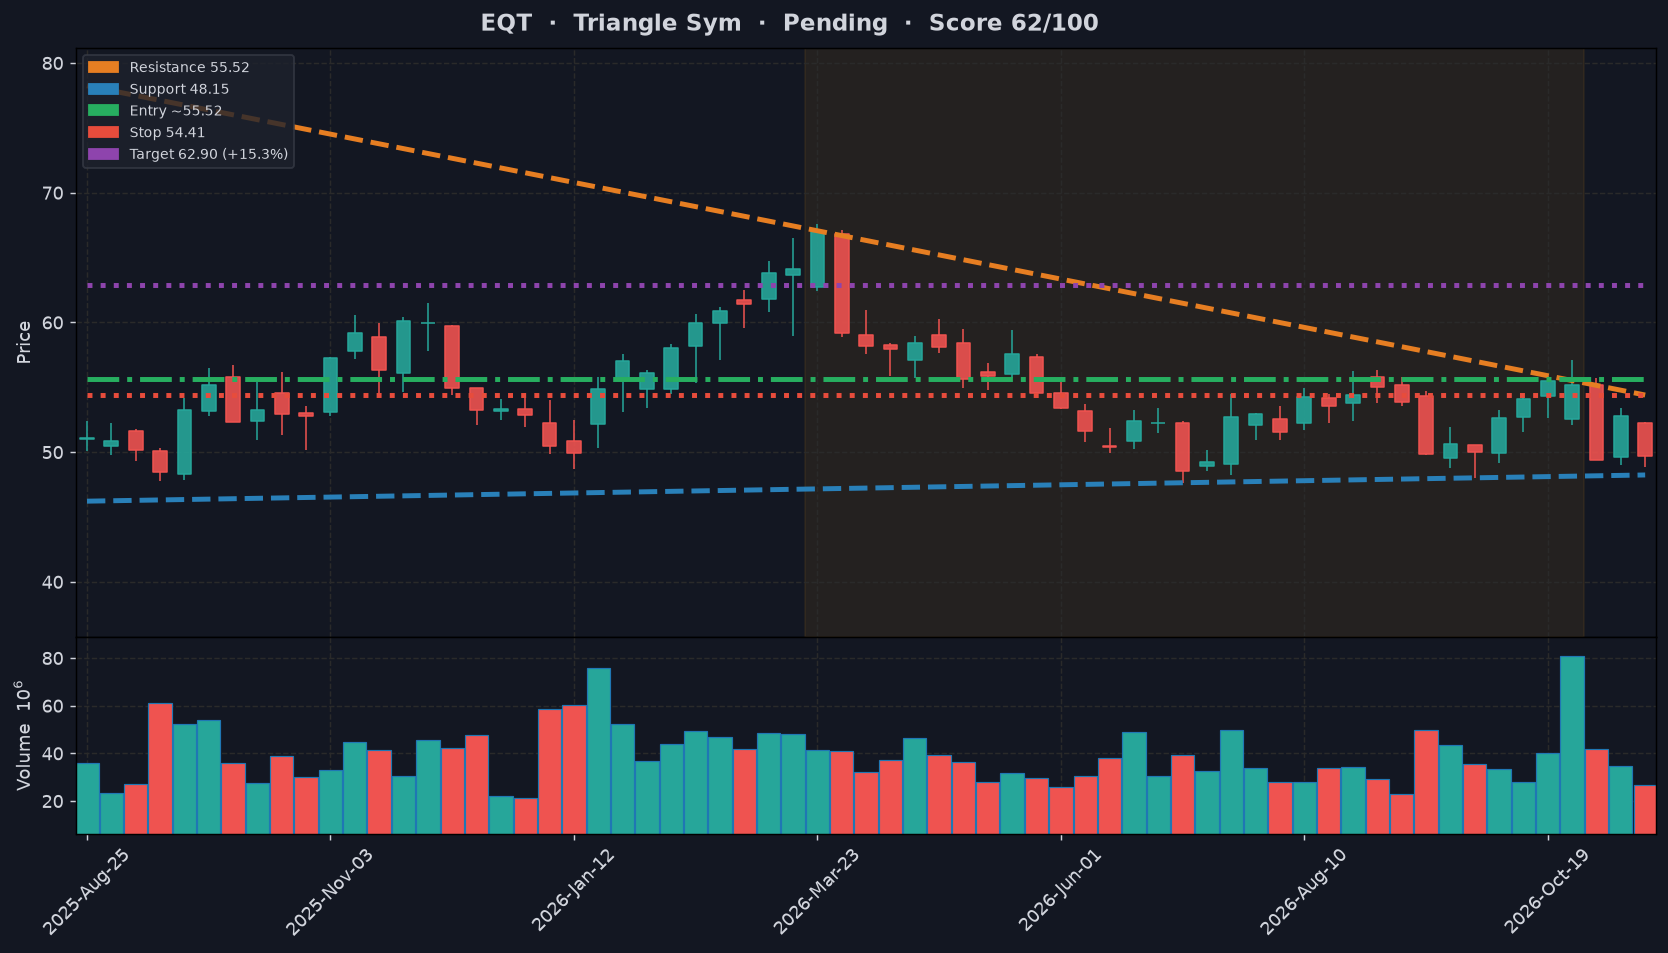 EQT · Triangle Sym · Pending · Score 62/100
Resistance 55.52
Support 48.15
Entry ~55.52
Stop 54.41
Target 62.90 (+15.3%)
Price
80
70
60
50
40
Volume 10⁶
80
60
40
20
2025-Aug-25
2025-Nov-03
2026-Jan-12
2026-Mar-23
2026-Jun-01
2026-Aug-10
2026-Oct-19